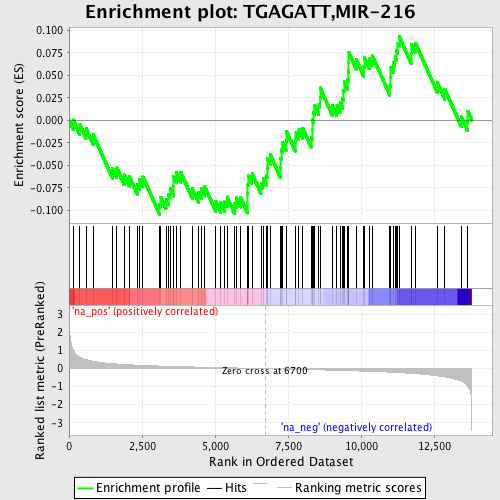 Enrichment plot: TGAGATT,MIR-216
Enrichment score (ES)
0.100
0.075
0.050
0.025
0.000
-0.025
-0.050
-0.075
-0.100
'na_pos' (positively correlated)
Ranked list metric (PreRanked)
3
2
1
0
-1
-2
-3
Zero cross at 6700
'na_neg' (negatively correlated)
0
2,500
5,000
7,500
10,000
12,500
Rank in Ordered Dataset
Enrichment profile
Hits
Ranking metric scores